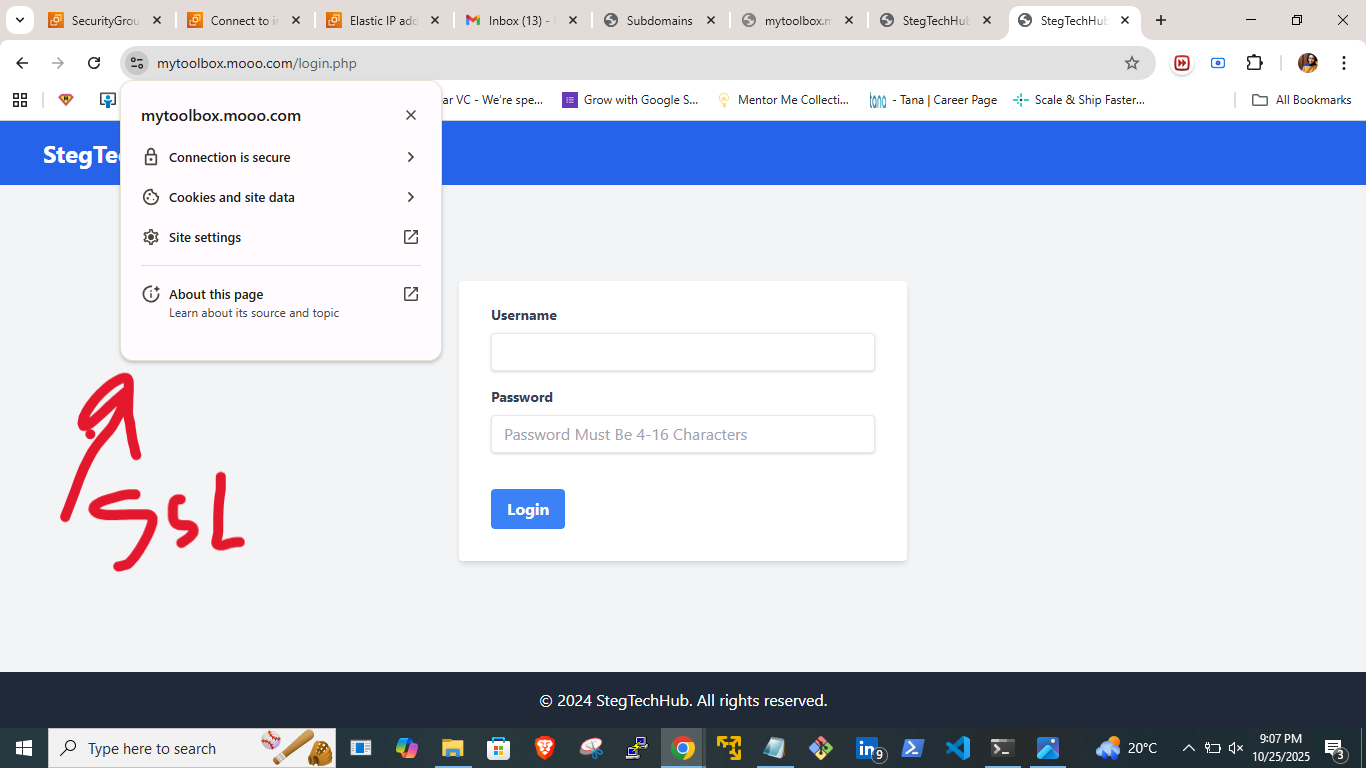 SecurityGrou
Connect to i
Elastic IP add
Inbox (13) -
Subdomains
mytoolbox.m
StegTechHub
StegTechHub
mytoolbox.mooo.com/login.php
ar VC - We're spe...
Grow with Google S...
Mentor Me Collecti...
tana
- Tana | Career Page
Scale & Ship Faster...
All Bookmarks
mytoolbox.mooo.com
Connection is secure
Cookies and site data
Site settings
About this page
Learn about its source and topic
StegTec
Username
Password
Password Must Be 4-16 Characters
Login
SSL
© 2024 StegTechHub. All rights reserved.
Type here to search
9
20°C
9:07 PM
10/25/2025
3